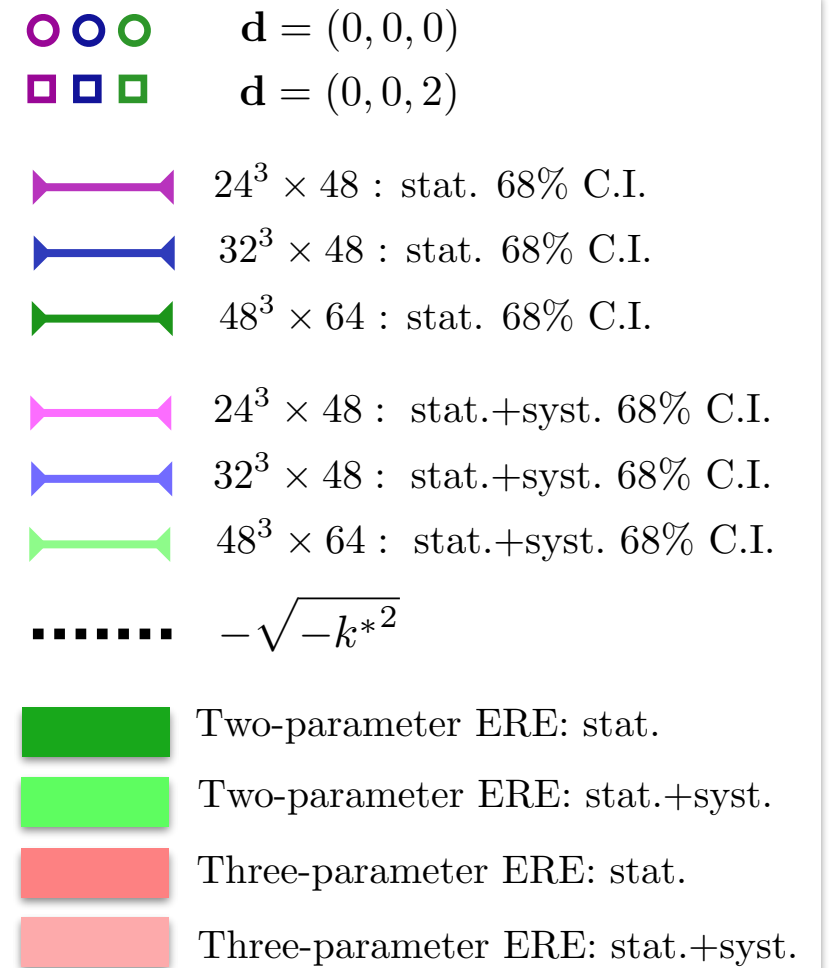 d = (0, 0, 0)
d = (0, 0, 2)
24³ × 48 : stat. 68% C.I.
32³ × 48 : stat. 68% C.I.
48³ × 64 : stat. 68% C.I.
24³ × 48 : stat.+syst. 68% C.I.
32³ × 48 : stat.+syst. 68% C.I.
48³ × 64 : stat.+syst. 68% C.I.
−√(−k*²)
Two-parameter ERE: stat.
Two-parameter ERE: stat.+syst.
Three-parameter ERE: stat.
Three-parameter ERE: stat.+syst.